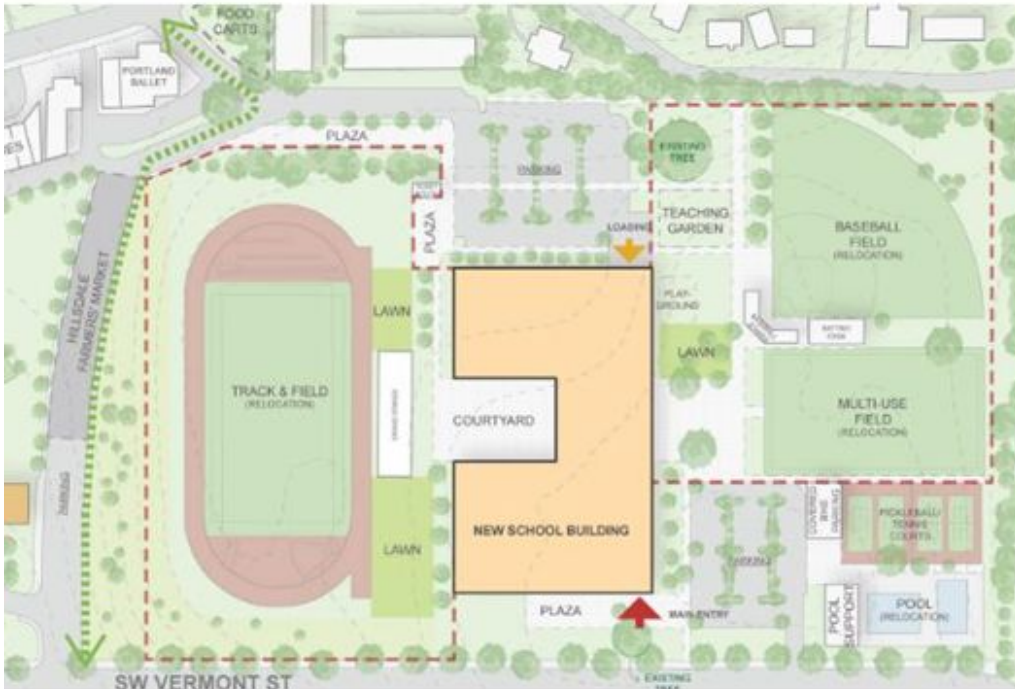 FOOD
CARTS
PORTLAND
BALLET
PLAZA
PARKING
EXISTING
TREE
PLAZA
LOADING
TEACHING
GARDEN
BASEBALL
FIELD
(RELOCATION)
HILLSDALE
FARMERS' MARKET
LAWN
PLAY-
GROUND
LAWN
TRACK & FIELD
(RELOCATION)
COURTYARD
MULTI-USE
FIELD
(RELOCATION)
PARKING
NEW SCHOOL BUILDING
LAWN
COVERED
PICKLEBALL/
TENNIS
COURTS
PARKING
PLAZA
MAIN ENTRY
POOL
SUPPORT
POOL
(RELOCATION)
SW VERMONT ST
EXISTING
TREE